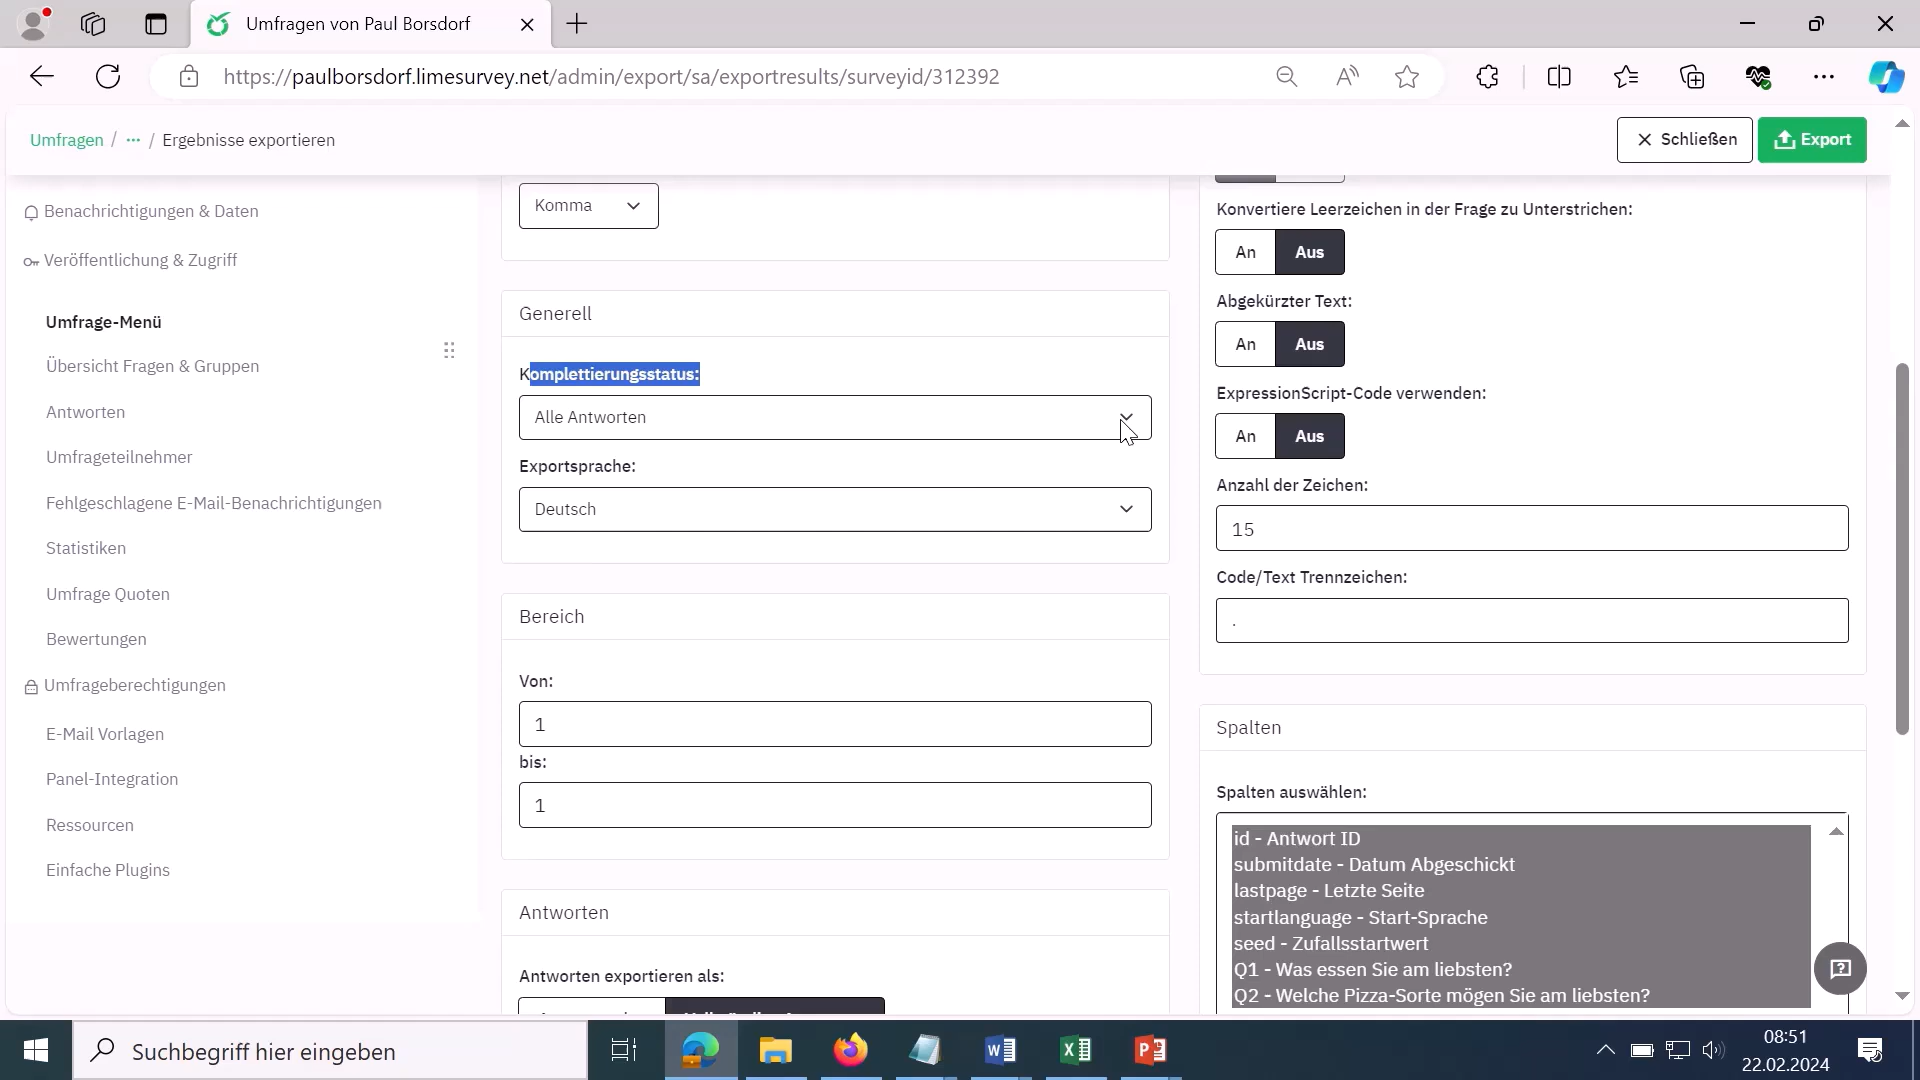 Umfragen von Paul Borsdorf
https://paulborsdorf.limesurvey.net/admin/export/sa/exportresults/surveyid/312392
Umfragen / ··· / Ergebnisse exportieren
Schließen
Export
Benachrichtigungen & Daten
Veröffentlichung & Zugriff
Umfrage-Menü
Übersicht Fragen & Gruppen
Antworten
Umfrageteilnehmer
Fehlgeschlagene E-Mail-Benachrichtigungen
Statistiken
Umfrage Quoten
Bewertungen
Umfrageberechtigungen
E-Mail Vorlagen
Panel-Integration
Ressourcen
Einfache Plugins
Komma
Generell
Komplettierungsstatus:
Alle Antworten
Exportsprache:
Deutsch
Bereich
Von:
1
bis:
1
Antworten
Antworten exportieren als:
Konvertiere Leerzeichen in der Frage zu Unterstrichen:
An Aus
Abgekürzter Text:
An Aus
ExpressionScript-Code verwenden:
An Aus
Anzahl der Zeichen:
15
Code/Text Trennzeichen:
.
Spalten
Spalten auswählen:
id - Antwort ID
submitdate - Datum Abgeschickt
lastpage - Letzte Seite
startlanguage - Start-Sprache
seed - Zufallsstartwert
Q1 - Was essen Sie am liebsten?
Q2 - Welche Pizza-Sorte mögen Sie am liebsten?
Suchbegriff hier eingeben
08:51
22.02.2024